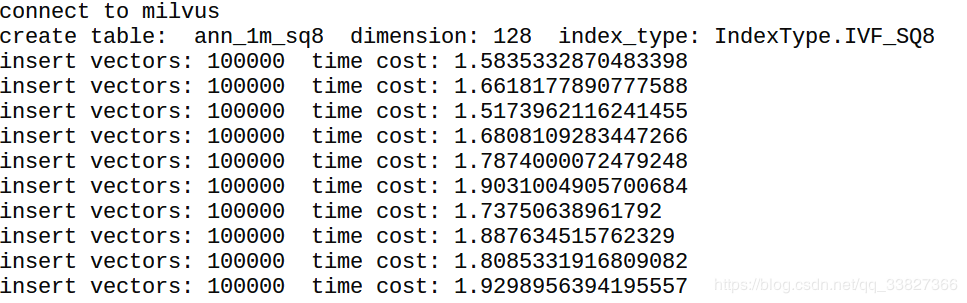 connect to milvus
create table:  ann_1m_sq8  dimension: 128  index_type: IndexType.IVF_SQ8
insert vectors: 100000  time cost: 1.5835332870483398
insert vectors: 100000  time cost: 1.6618177890777588
insert vectors: 100000  time cost: 1.5173962116241455
insert vectors: 100000  time cost: 1.6808109283447266
insert vectors: 100000  time cost: 1.7874000072479248
insert vectors: 100000  time cost: 1.9031004905700684
insert vectors: 100000  time cost: 1.73750638961792
insert vectors: 100000  time cost: 1.887634515762329
insert vectors: 100000  time cost: 1.8085331916809082
insert vectors: 100000  time cost: 1.9298956394195557
https://blog.csdn.net/qq_33827366